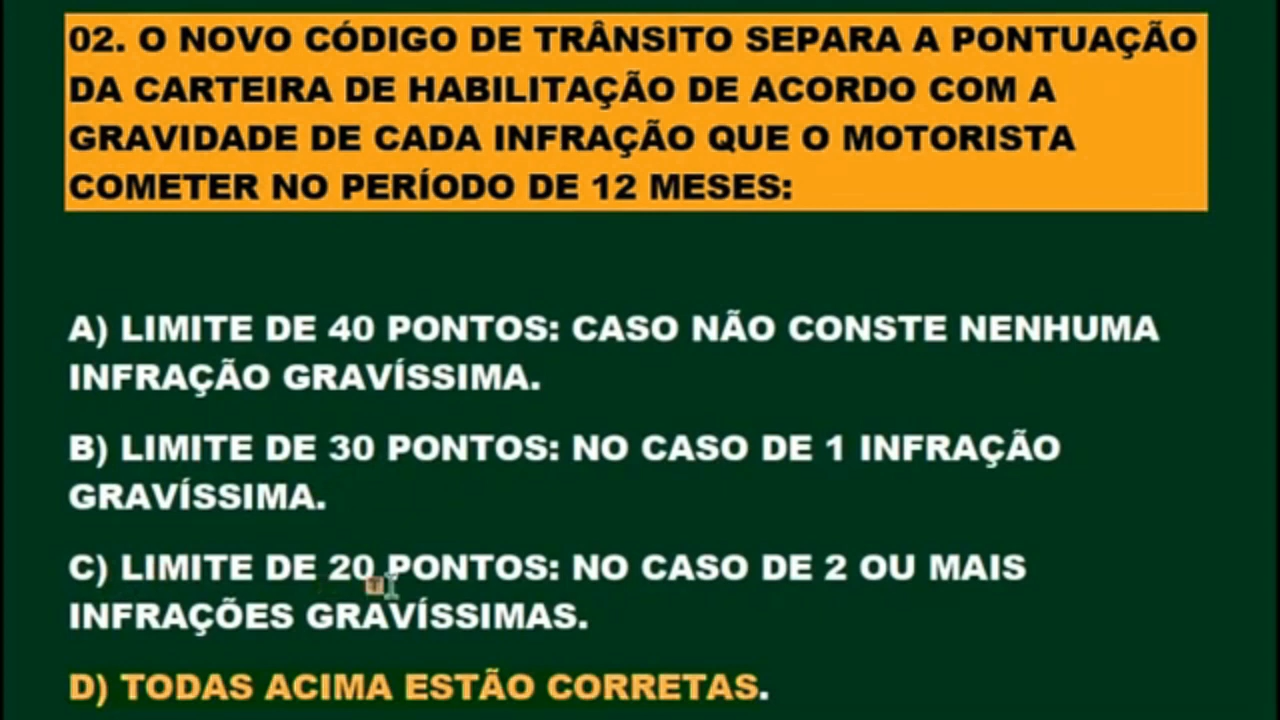 02. O NOVO CÓDIGO DE TRÂNSITO SEPARA A PONTUAÇÃO
DA CARTEIRA DE HABILITAÇÃO DE ACORDO COM A
GRAVIDADE DE CADA INFRAÇÃO QUE O MOTORISTA
COMETER NO PERÍODO DE 12 MESES:
A) LIMITE DE 40 PONTOS: CASO NÃO CONSTE NENHUMA
INFRAÇÃO GRAVÍSSIMA.
B) LIMITE DE 30 PONTOS: NO CASO DE 1 INFRAÇÃO
GRAVÍSSIMA.
C) LIMITE DE 20 PONTOS: NO CASO DE 2 OU MAIS
INFRAÇÕES GRAVÍSSIMAS.
D) TODAS ACIMA ESTÃO CORRETAS.